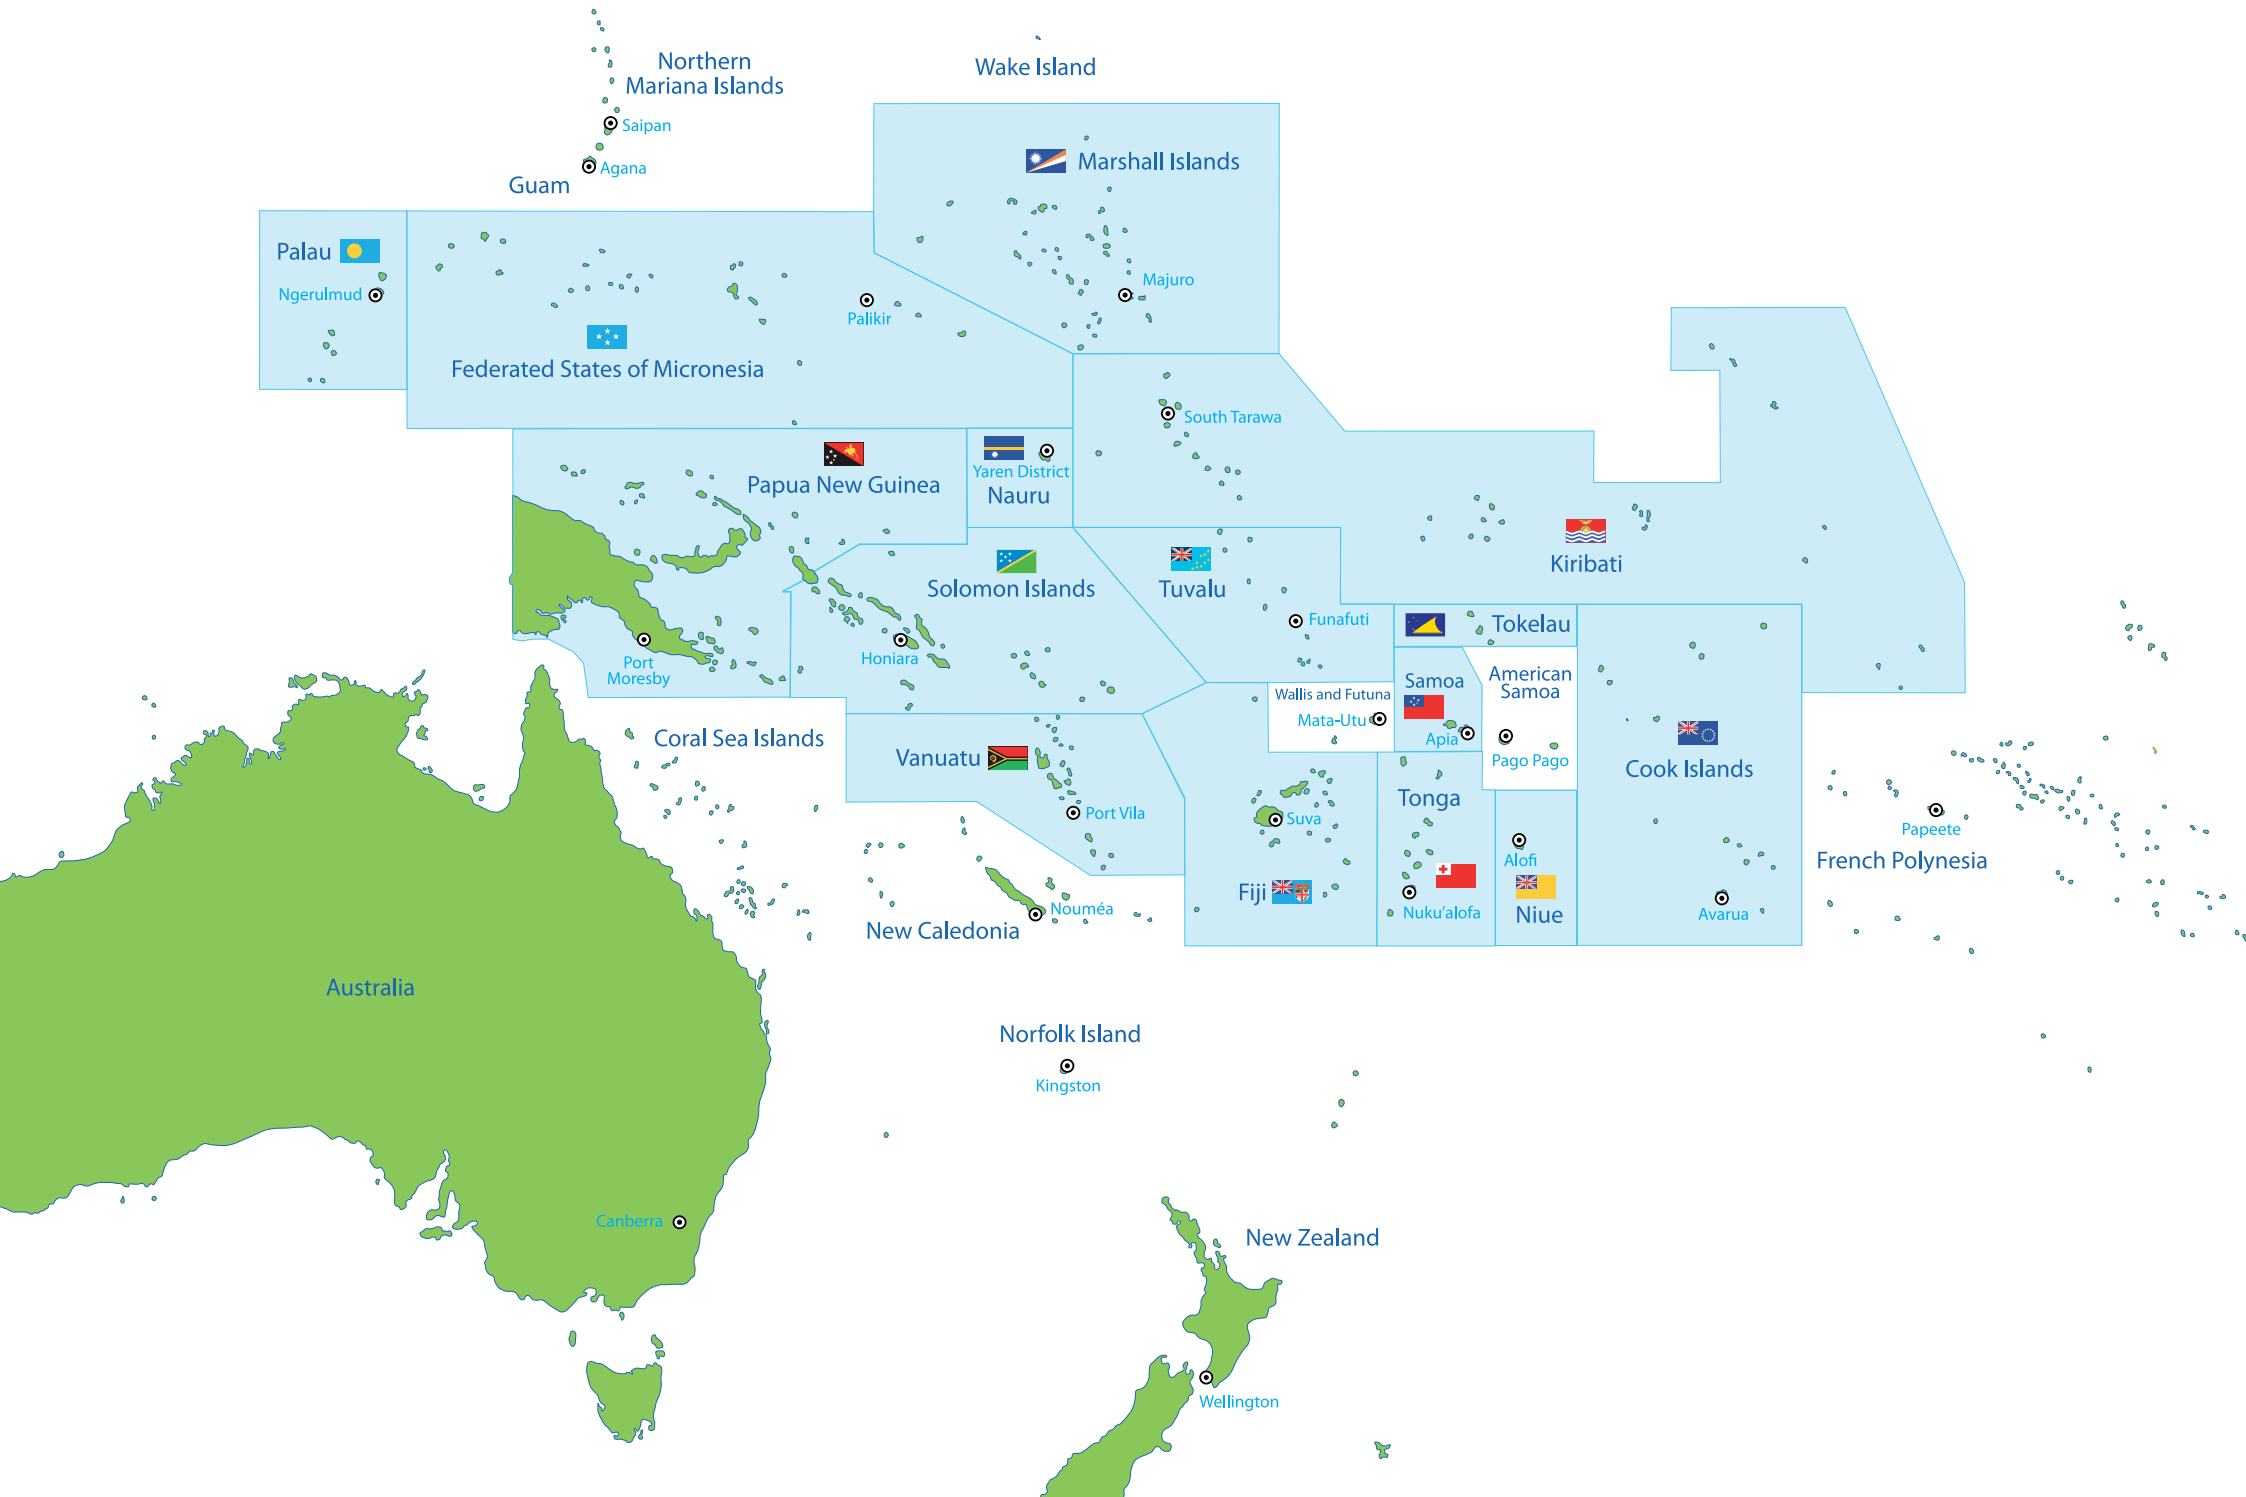 Northern
Mariana Islands
Wake Island
Saipan
Agana
Guam
Marshall Islands
Majuro
Palau
Ngerulmud
Palikir
Federated States of Micronesia
South Tarawa
Papua New Guinea
Yaren District
Nauru
Kiribati
Solomon Islands
Tuvalu
Funafuti
Tokelau
Honiara
Port
Moresby
Samoa
American
Samoa
Wallis and Futuna
Mata-Utu
Apia
Pago Pago
Coral Sea Islands
Vanuatu
Port Vila
Cook Islands
Tonga
Suva
Papeete
French Polynesia
Alofi
Fiji
Nuku'alofa
Niue
Avarua
Nouméa
New Caledonia
Australia
Norfolk Island
Kingston
Canberra
New Zealand
Wellington